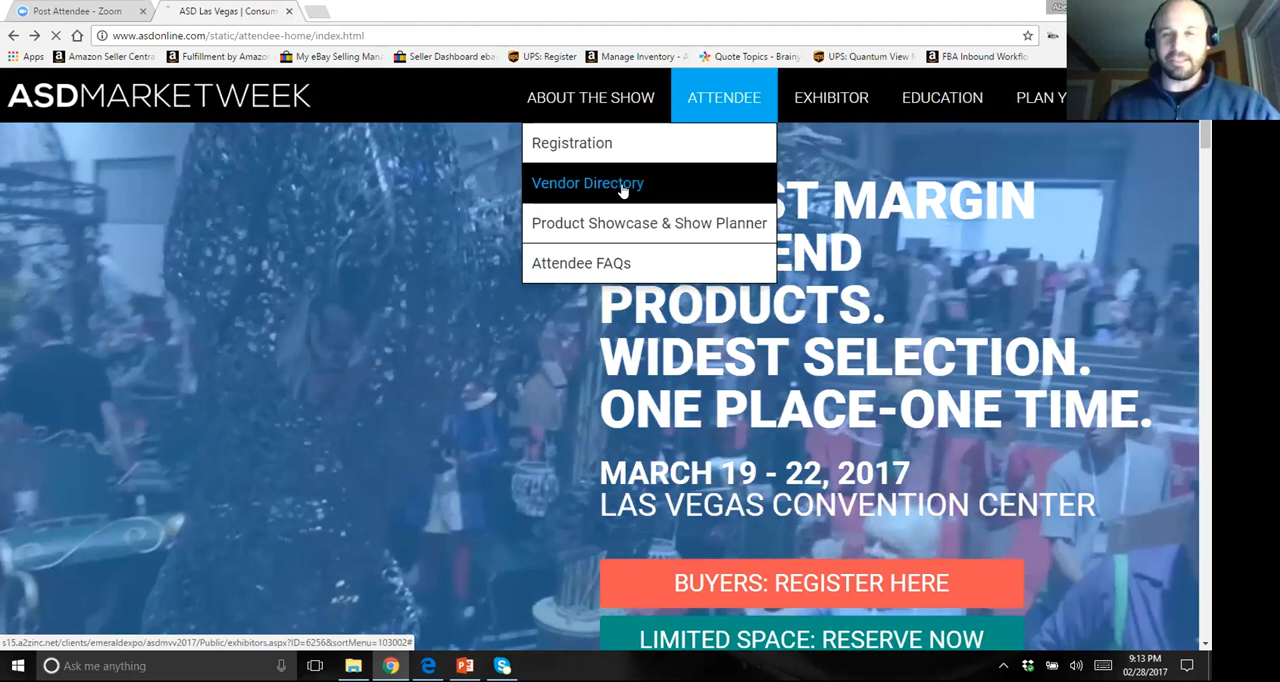 Post Attendee - Zoom
ASD Las Vegas | Consum
Abe
www.asdonline.com/static/attendee-home/index.html
Apps
Amazon Seller Centra
Fulfillment by Amazo
My eBay Selling Man
Seller Dashboard eba
UPS: Register
Manage Inventory - A
Quote Topics - Brainy
UPS: Quantum View
FBA Inbound Workflo
ASDMARKETWEEK
ABOUT THE SHOW
ATTENDEE
EXHIBITOR
EDUCATION
PLAN Y
Registration
Vendor Directory
Product Showcase & Show Planner
Attendee FAQs
ST MARGIN
END
PRODUCTS.
WIDEST SELECTION.
ONE PLACE-ONE TIME.
MARCH 19 - 22, 2017
LAS VEGAS CONVENTION CENTER
BUYERS: REGISTER HERE
LIMITED SPACE: RESERVE NOW
s15.a2zinc.net/clients/emeraldexpo/asdmvv2017/Public/exhibitors.aspx?ID=6256&sortMenu=103002#
Ask me anything
9:13 PM
02/28/2017